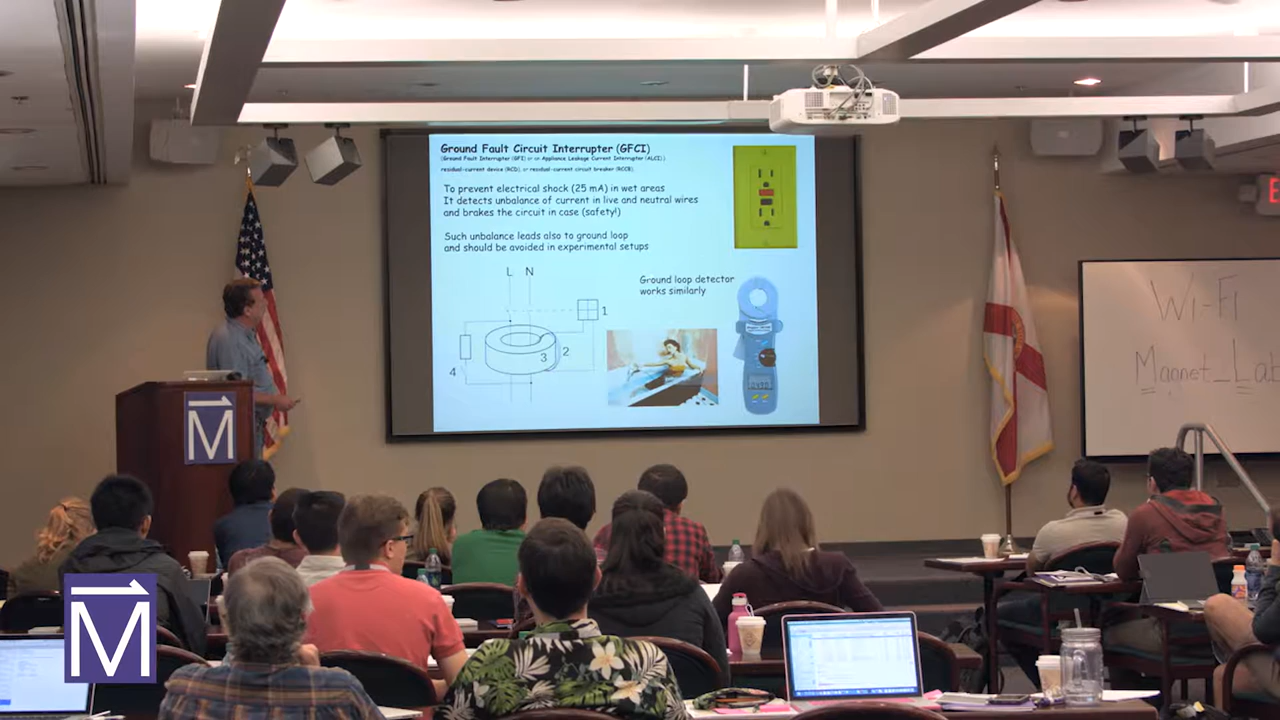 Ground Fault Circuit Interrupter (GFCI)
(Ground Fault Interrupter (GFI) or an Appliance Leakage Current Interrupter (ALCI))
residual-current device (RCD), or residual-current circuit breaker (RCCB).
To prevent electrical shock (25 mA) in wet areas
It detects unbalance of current in live and neutral wires
and brakes the circuit in case (safety!)
Such unbalance leads also to ground loop
and should be avoided in experimental setups
Ground loop detector
works similarly
L N
1
2
3
4
Wi-Fi
Magnet_Lab
M
M
E